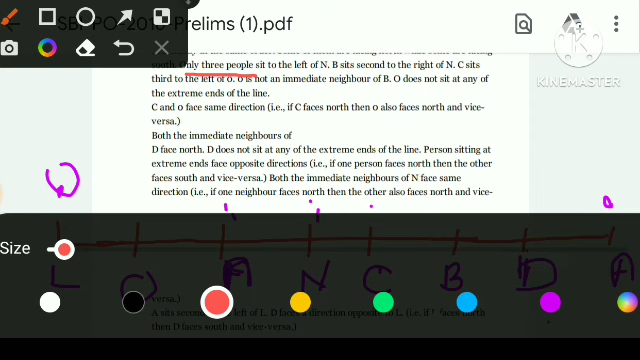 SBI PO-2016-Prelims (1).pdf
south. Only three people sit to the left of N. B sits second to the right of N. C sits
third to the left of o. o is not an immediate neighbour of B. O does not sit at any of
the extreme ends of the line.
C and o face same direction (i.e., if C faces north then o also faces north and vice-
versa.)
Both the immediate neighbours of
D face north. D does not sit at any of the extreme ends of the line. Person sitting at
extreme ends face opposite directions (i.e., if one person faces north then the other
faces south and vice-versa.) Both the immediate neighbours of N face same
direction (i.e., if one neighbour faces north then the other also faces north and vice-
KINEMASTER
Size
L A N C B D A
versa.)
A sits left of L. D faces a direction opposite to L. (i.e. if L faces north
then D faces south and vice-versa.)